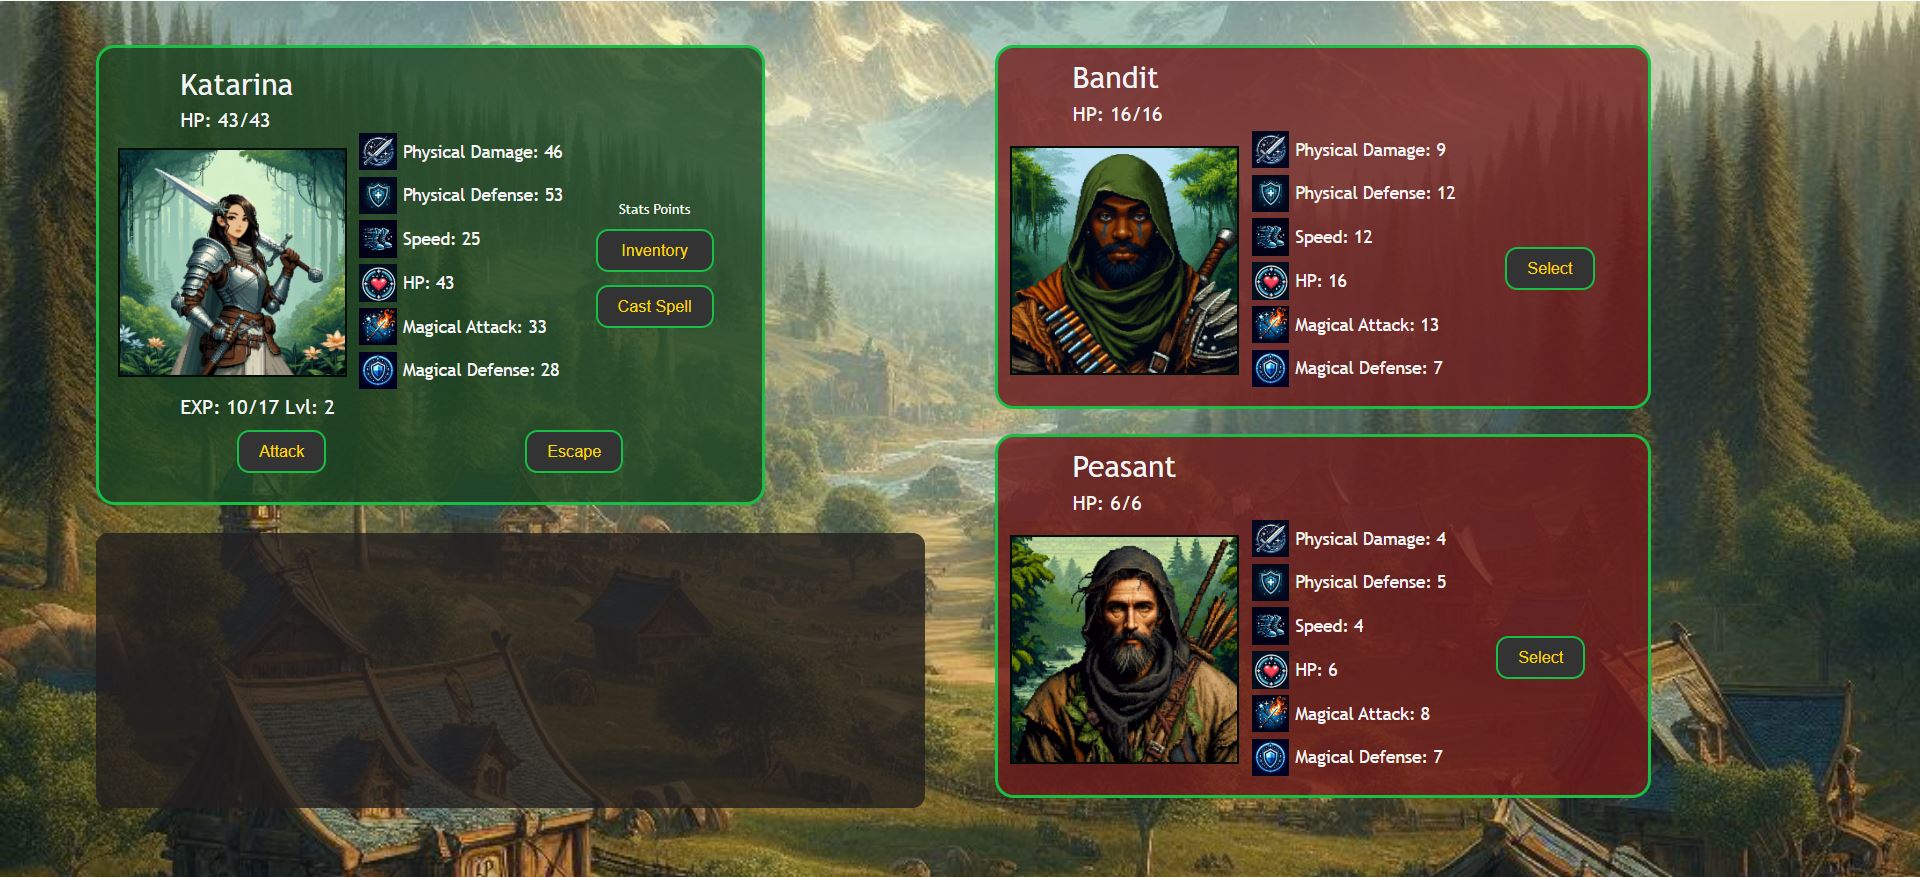 Katarina
HP: 43/43
Physical Damage: 46
Physical Defense: 53
Speed: 25
HP: 43
Magical Attack: 33
Magical Defense: 28
Stats Points
Inventory
Cast Spell
EXP: 10/17 Lvl: 2
Attack
Escape
Bandit
HP: 16/16
Physical Damage: 9
Physical Defense: 12
Speed: 12
HP: 16
Magical Attack: 13
Magical Defense: 7
Select
Peasant
HP: 6/6
Physical Damage: 4
Physical Defense: 5
Speed: 4
HP: 6
Magical Attack: 8
Magical Defense: 7
Select